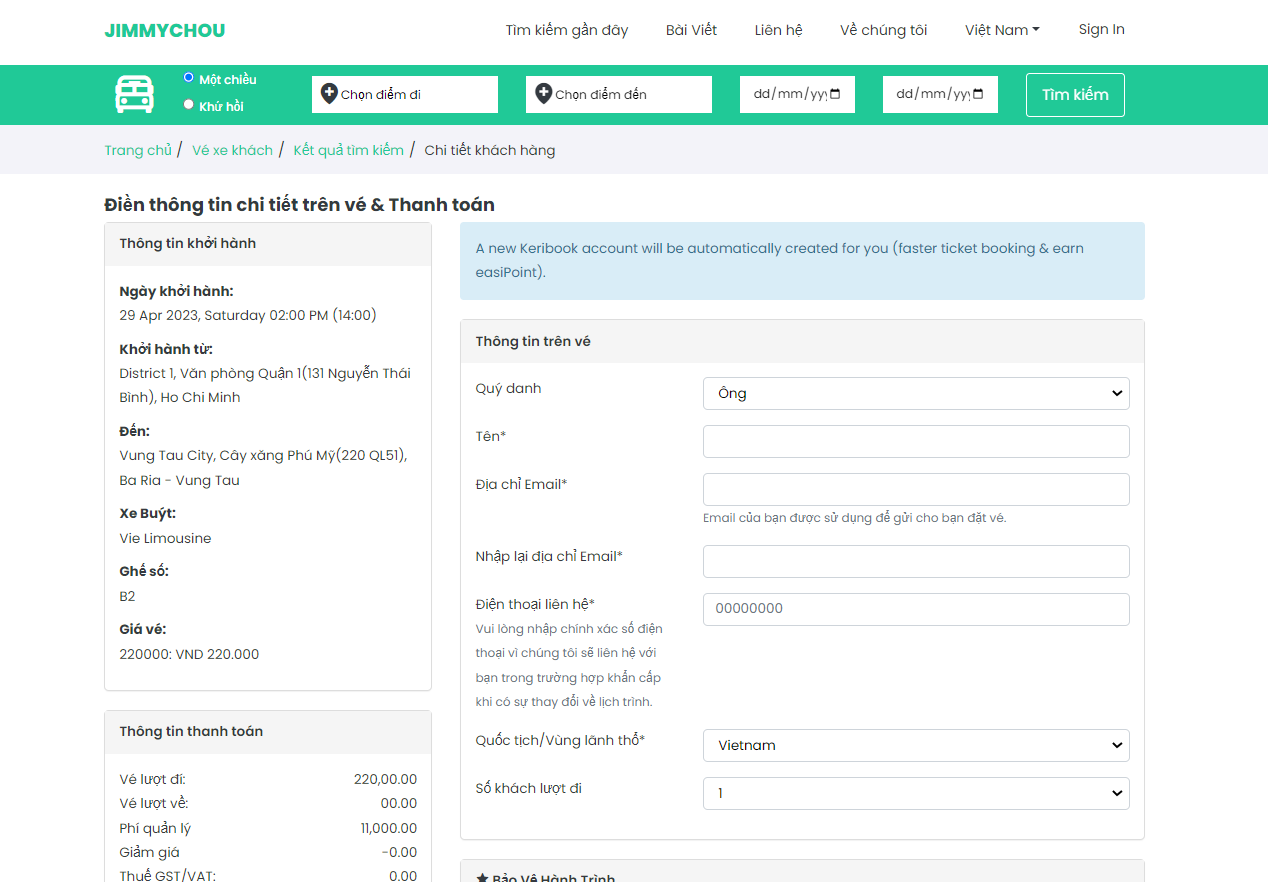 JIMMYCHOU
Tìm kiếm gần đây Bài Viết Liên hệ Về chúng tôi Việt Nam Sign In
Một chiều
Khứ hồi
Chọn điểm đi
Chọn điểm đến
dd/mm/yyy
dd/mm/yyy
Tìm kiếm
Trang chủ / Vé xe khách / Kết quả tìm kiếm / Chi tiết khách hàng
Điền thông tin chi tiết trên vé & Thanh toán
Thông tin khởi hành
Ngày khởi hành:
29 Apr 2023, Saturday 02:00 PM (14:00)
Khởi hành từ:
District 1, Văn phòng Quận 1(131 Nguyễn Thái
Bình), Ho Chi Minh
Đến:
Vung Tau City, Cây xăng Phú Mỹ(220 QL51),
Ba Ria - Vung Tau
Xe Buýt:
Vie Limousine
Ghế số:
B2
Giá vé:
220000: VND 220.000
Thông tin thanh toán
Vé lượt đí: 220,00.00
Vé lượt về: 00.00
Phí quản lý 11,000.00
Giảm giá -0.00
Thuế GST/VAT: 0.00
A new Keribook account will be automatically created for you (faster ticket booking & earn
easiPoint).
Thông tin trên vé
Quý danh
Ông
Tên*
Địa chỉ Email*
Email của bạn được sử dụng để gửi cho bạn đặt vé.
Nhập lại địa chỉ Email*
Điện thoại liên hệ*
00000000
Vui lòng nhập chính xác số điện
thoại vì chúng tôi sẽ liên hệ với
bạn trong trường hợp khẩn cấp
khi có sự thay đổi về lịch trình.
Quốc tịch/Vùng lãnh thổ*
Vietnam
Số khách lượt đi
1
Bảo Vệ Hành Trình